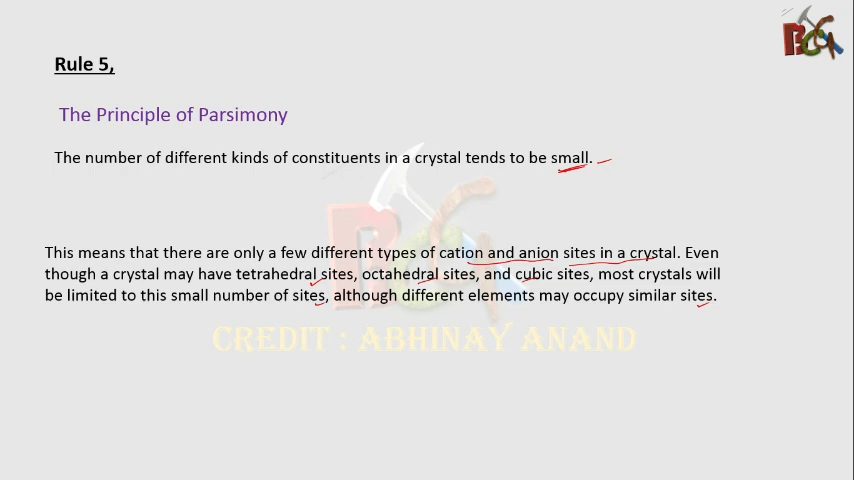 Rule 5,
The Principle of Parsimony
The number of different kinds of constituents in a crystal tends to be small.
This means that there are only a few different types of cation and anion sites in a crystal. Even
though a crystal may have tetrahedral sites, octahedral sites, and cubic sites, most crystals will
be limited to this small number of sites, although different elements may occupy similar sites.
CREDIT : ABHINAY ANAND